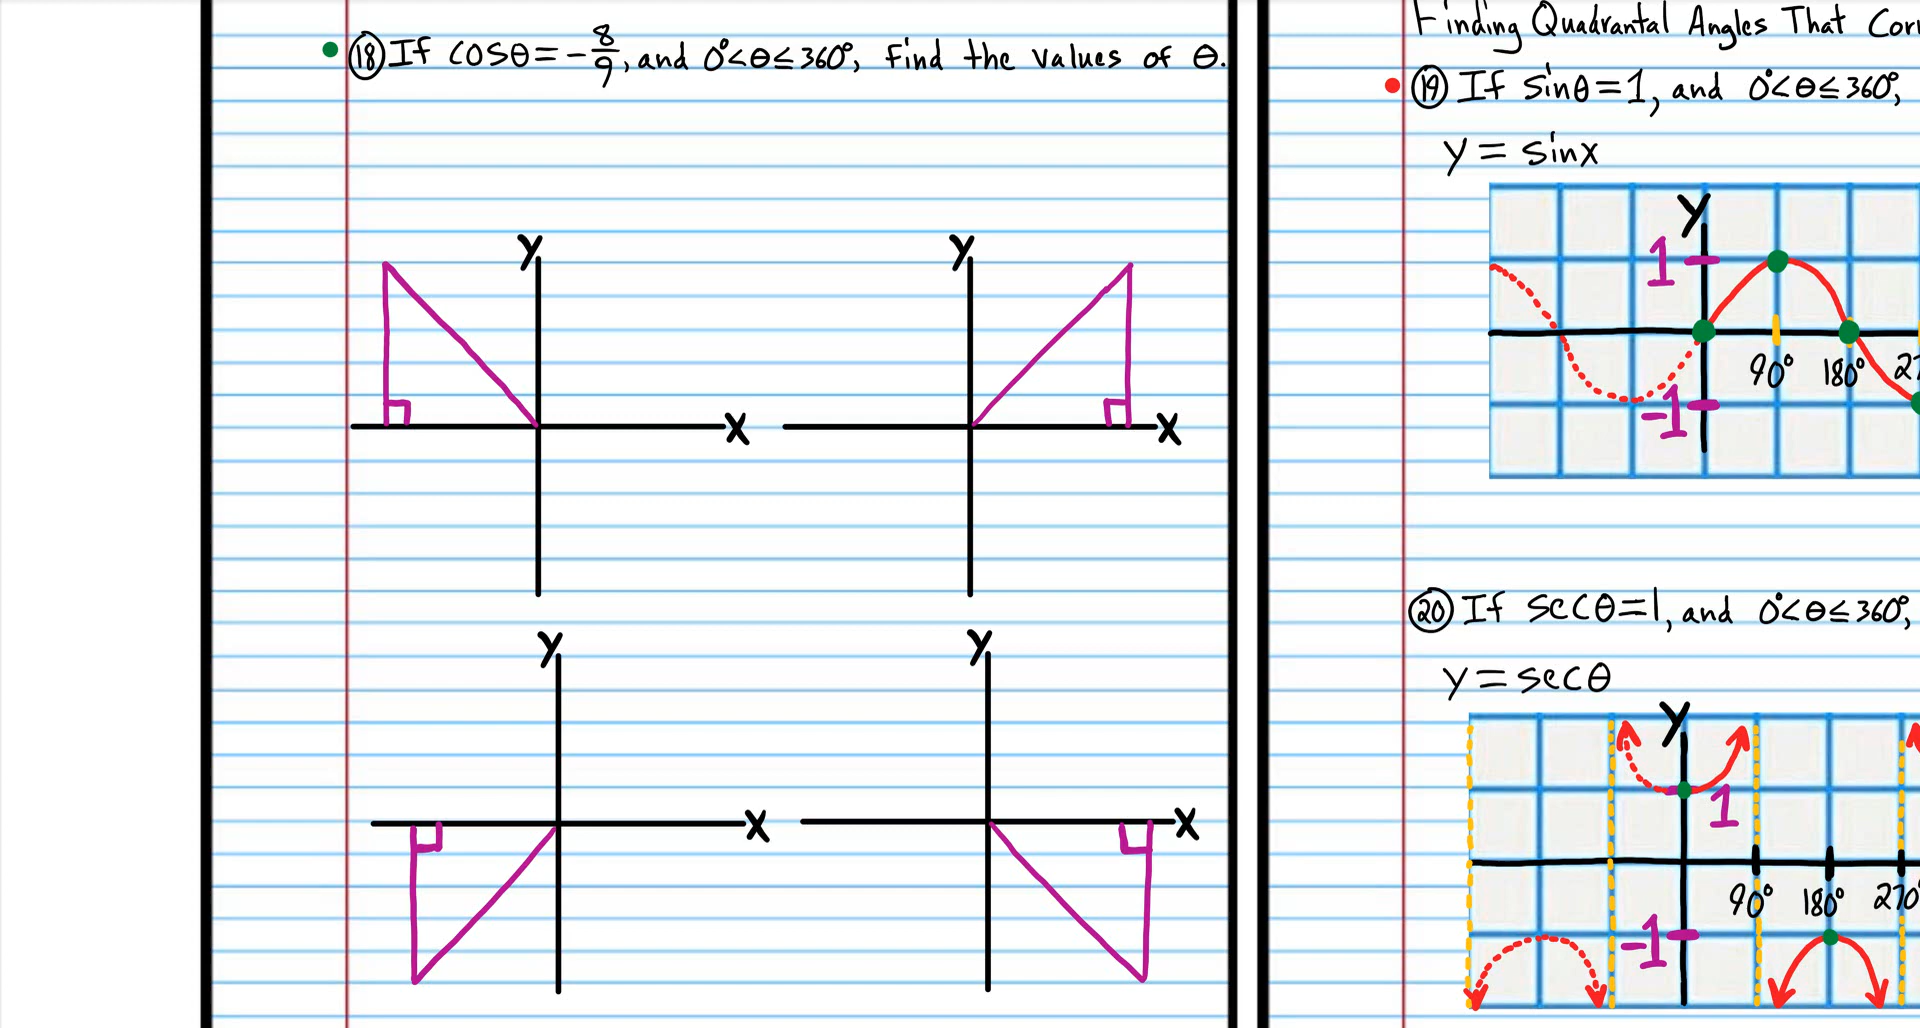 ⑱ If cosθ = -8/9, and 0°<θ≤360°, find the values of θ.
y
x
y
x
y
x
y
x
Finding Quadrantal Angles That
⑲ If sinθ=1, and 0°<θ≤360°,
y = sinx
y
1
90° 180°
-1
⑳ If secθ=1, and 0°<θ≤360°,
y = secθ
y
1
90° 180° 270°
-1